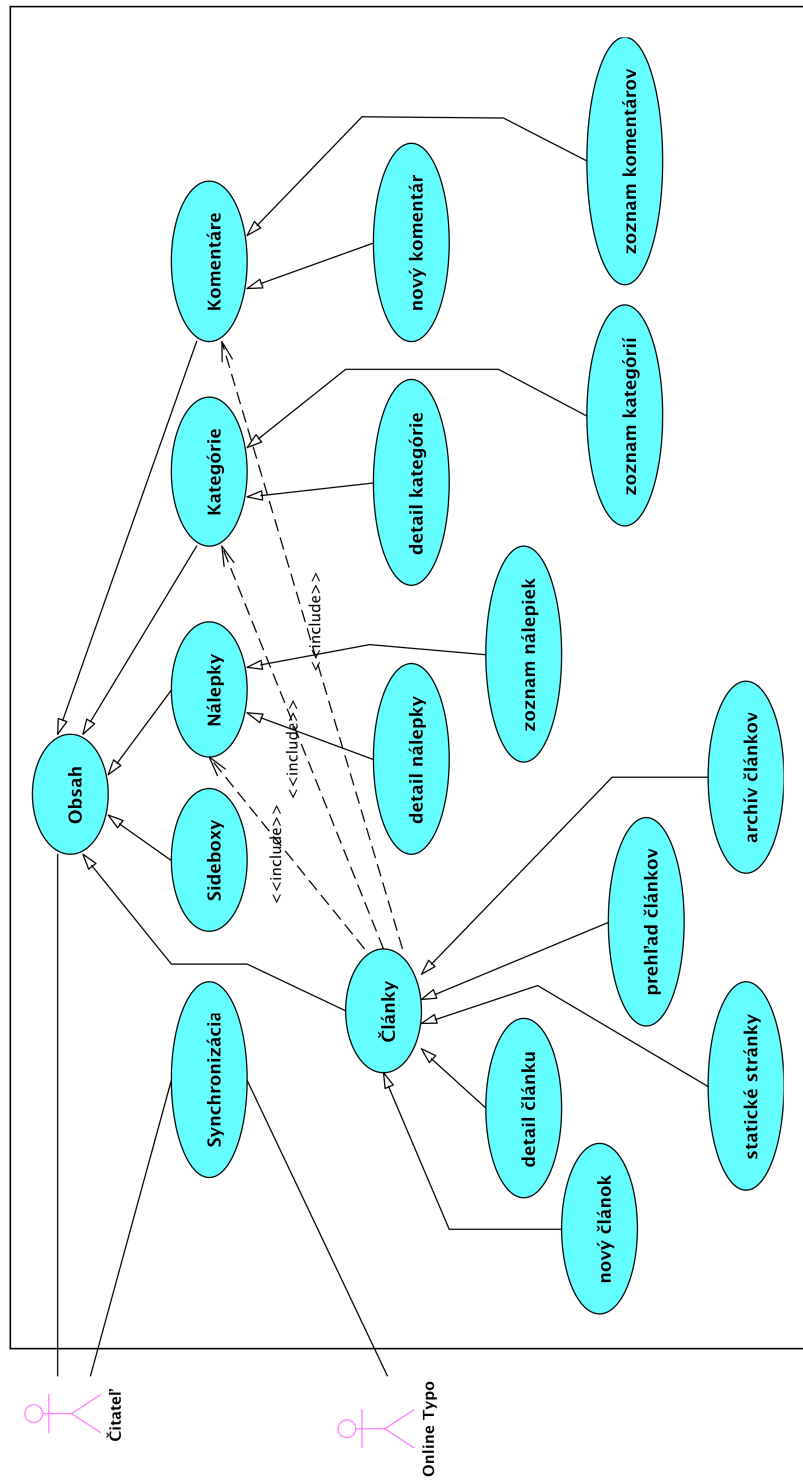 Čitateľ
Online Typo
Obsah
Synchronizácia
Sideboxy
Nálepky
Kategórie
Komentáre
<<include>>
<<include>>
<<include>>
Články
detail nálepky
detail kategórie
nový komentár
detail článku
zoznam nálepiek
nový článok
prehľad článkov
zoznam kategórií
zoznam komentárov
statické stránky
archív článkov